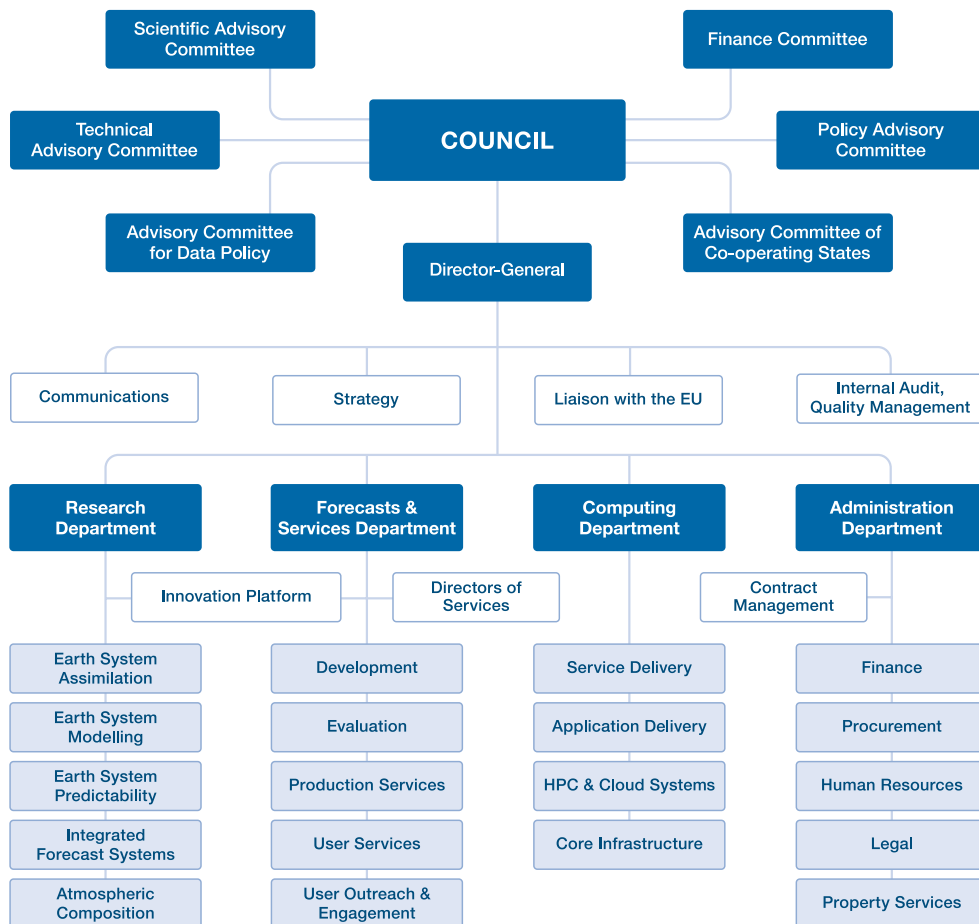 Scientific Advisory
Committee
Finance Committee
COUNCIL
Technical
Advisory Committee
Policy Advisory
Committee
Advisory Committee
for Data Policy
Advisory Committee of
Co-operating States
Director-General
Communications
Strategy
Liaison with the EU
Internal Audit,
Quality Management
Research
Department
Forecasts &
Services Department
Computing
Department
Administration
Department
Innovation Platform
Directors of
Services
Contract
Management
Earth System
Assimilation
Development
Service Delivery
Finance
Earth System
Modelling
Evaluation
Application Delivery
Procurement
Earth System
Predictability
Production Services
HPC & Cloud Systems
Human Resources
Integrated
Forecast Systems
User Services
Core Infrastructure
Legal
Atmospheric
Composition
User Outreach &
Engagement
Property Services